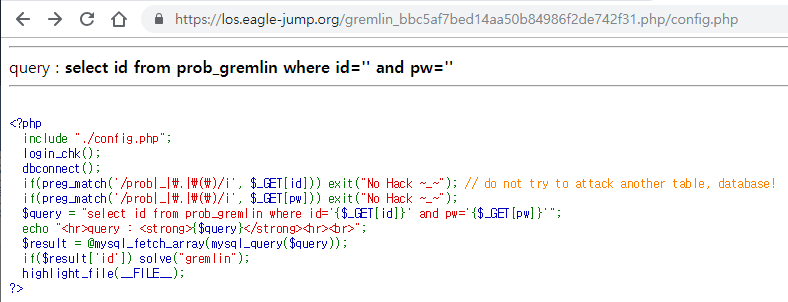 https://los.eagle-jump.org/gremlin_bbc5af7bed14aa50b84986f2de742f31.php/config.php
query : select id from prob_gremlin where id='' and pw=''
<?php
include "./config.php";
login_chk();
dbconnect();
if(preg_match('/prob|_|₩.|₩(₩)/i', $_GET[id])) exit("No Hack ~_~"); // do not try to attack another table, database!
if(preg_match('/prob|_|₩.|₩(₩)/i', $_GET[pw])) exit("No Hack ~_~");
$query = "select id from prob_gremlin where id='{$_GET[id]}' and pw='{$_GET[pw]}'";
echo "<hr>query : <strong>{$query}</strong><hr><br>";
$result = @mysql_fetch_array(mysql_query($query));
if($result['id']) solve("gremlin");
highlight_file(__FILE__);
?>